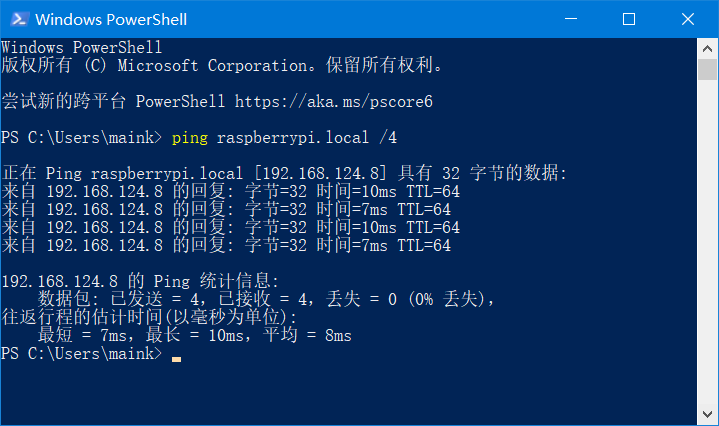 Windows PowerShell
Windows PowerShell
版权所有 (C) Microsoft Corporation。保留所有权利。
尝试新的跨平台 PowerShell https://aka.ms/pscore6
PS C:\Users\maink> ping raspberrypi.local /4
正在 Ping raspberrypi.local [192.168.124.8] 具有 32 字节的数据:
来自 192.168.124.8 的回复: 字节=32 时间=10ms TTL=64
来自 192.168.124.8 的回复: 字节=32 时间=7ms TTL=64
来自 192.168.124.8 的回复: 字节=32 时间=10ms TTL=64
来自 192.168.124.8 的回复: 字节=32 时间=7ms TTL=64
192.168.124.8 的 Ping 统计信息:
数据包: 已发送 = 4，已接收 = 4，丢失 = 0 (0% 丢失)，
往返行程的估计时间(以毫秒为单位):
最短 = 7ms，最长 = 10ms，平均 = 8ms
PS C:\Users\maink>